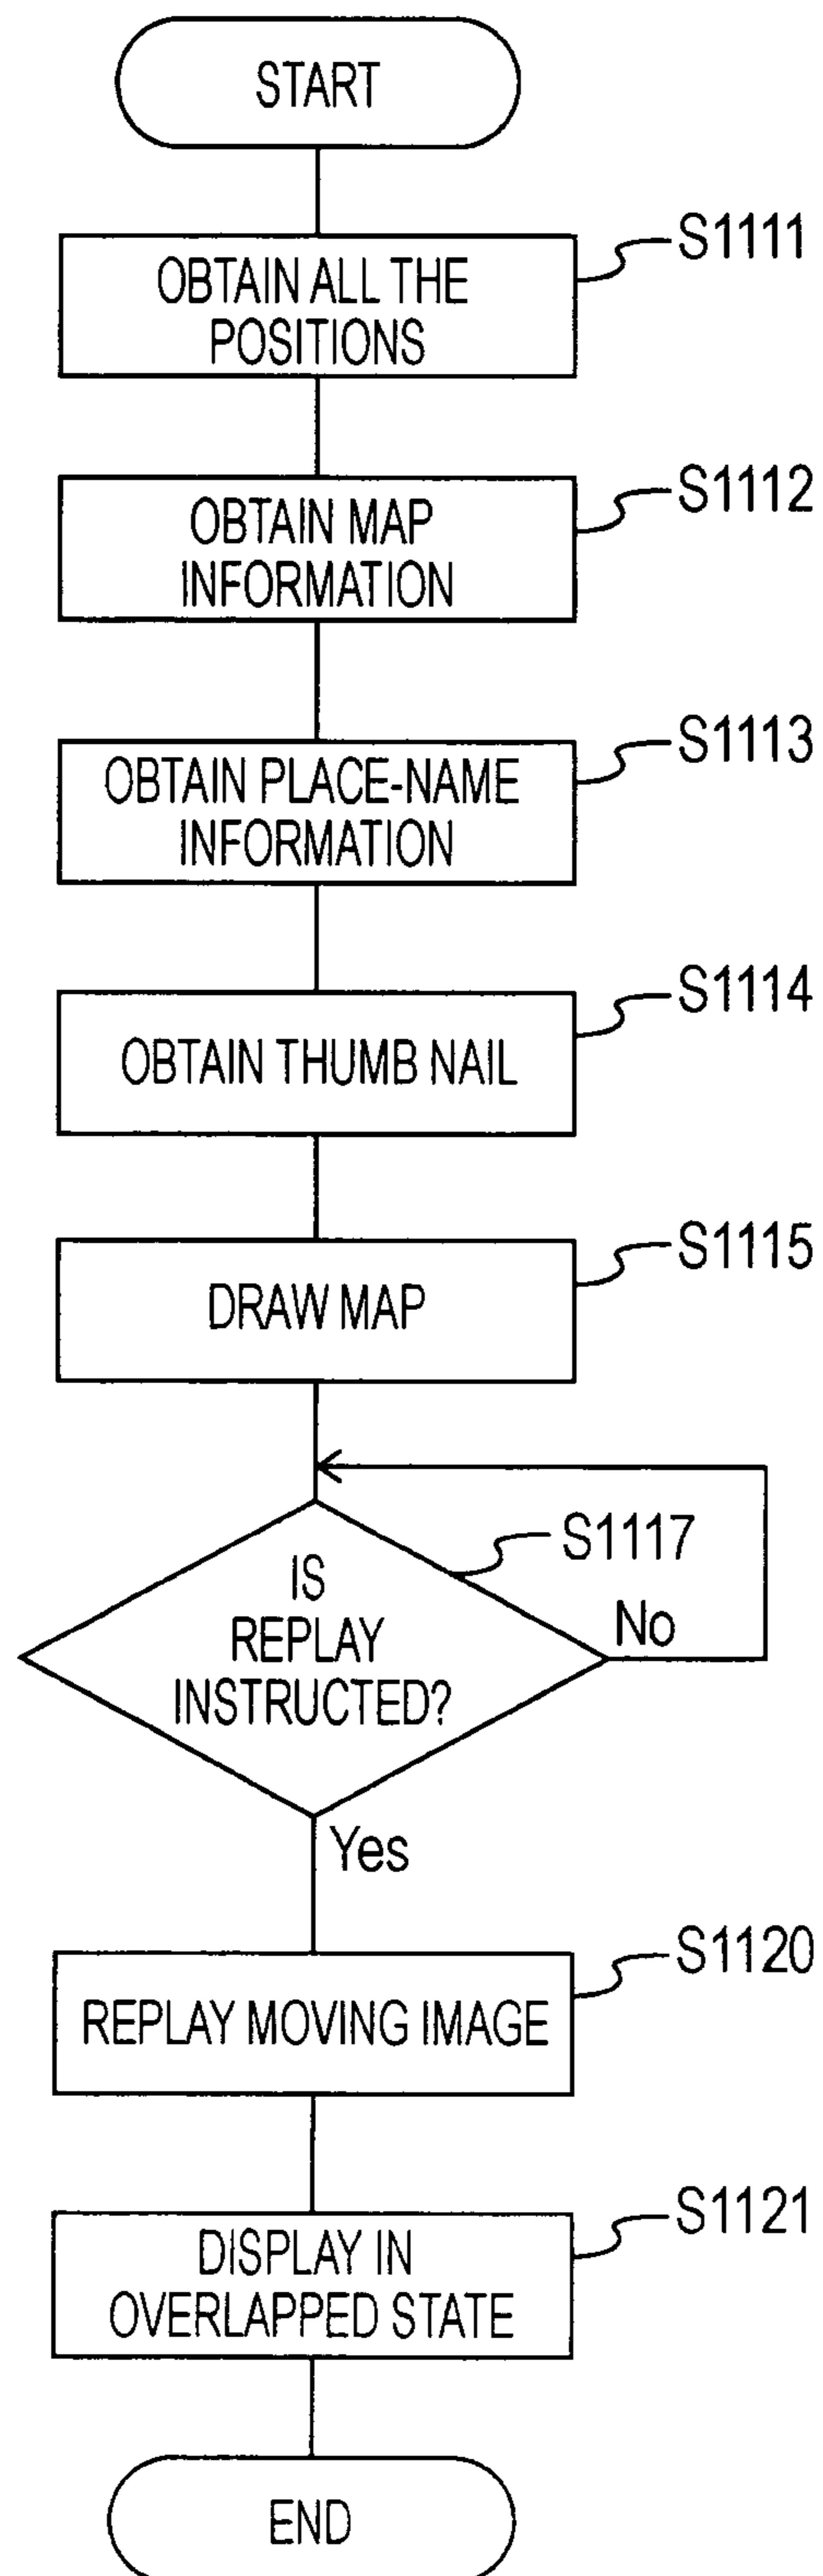 START
S1111
OBTAIN ALL THE
POSITIONS
S1112
OBTAIN MAP
INFORMATION
S1113
OBTAIN PLACE-NAME
INFORMATION
S1114
OBTAIN THUMB NAIL
S1115
DRAW MAP
S1117
IS
REPLAY
INSTRUCTED?
No
Yes
S1120
REPLAY MOVING IMAGE
S1121
DISPLAY IN
OVERLAPPED STATE
END